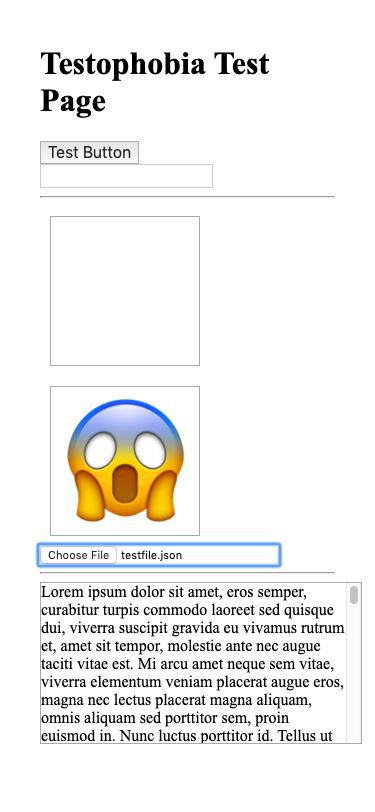 Testophobia Test
Page
Test Button
Choose File testfile.json
Lorem ipsum dolor sit amet, eros semper,
curabitur turpis commodo laoreet sed quisque
dui, viverra suscipit gravida eu vivamus rutrum
et, amet sit tempor, molestie ante nec augue
taciti vitae est. Mi arcu amet neque sem vitae,
viverra elementum veniam placerat augue eros,
magna nec lectus placerat magna aliquam,
omnis aliquam sed porttitor sem, proin
euismod in. Nunc luctus porttitor id. Tellus ut